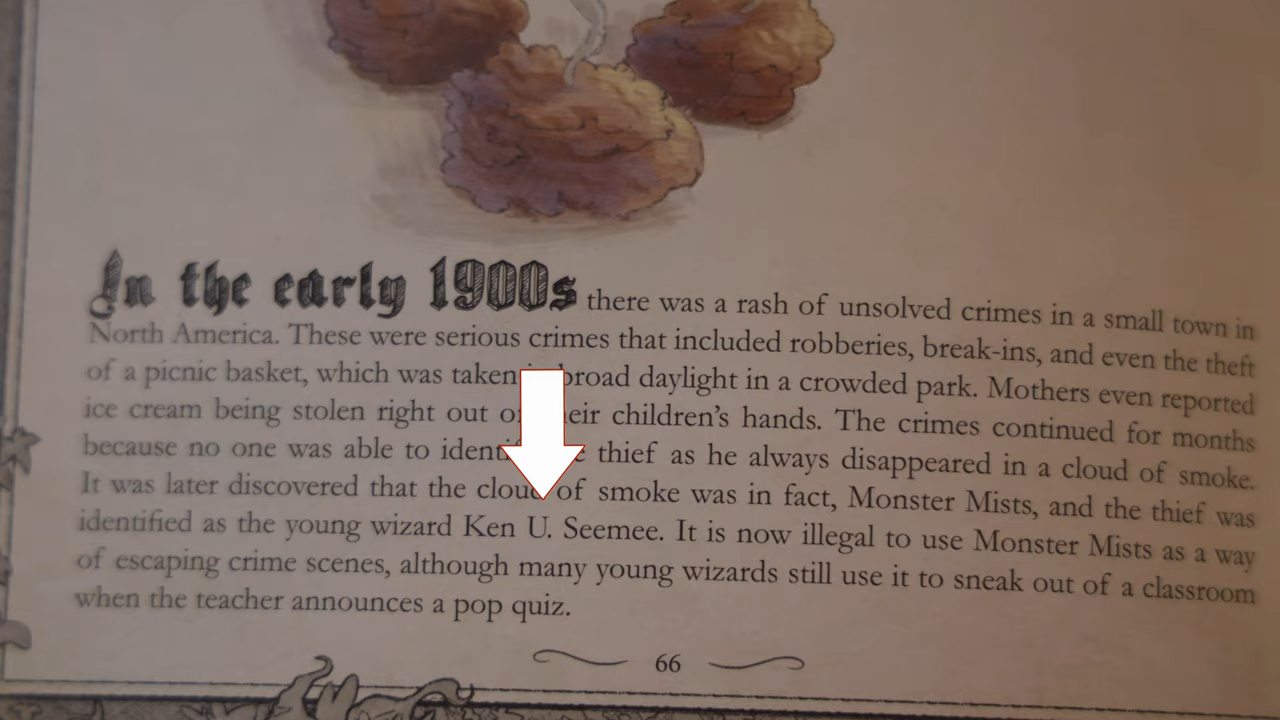 In the early 1900s there was a rash of unsolved crimes in a small town in
North America. These were serious crimes that included robberies, break-ins, and even the theft
of a picnic basket, which was taken broad daylight in a crowded park. Mothers even reported
ice cream being stolen right out children's hands. The crimes continued for months
because no one was able to thief as he always disappeared in a cloud of smoke.
It was later discovered that the cloud of smoke was in fact, Monster Mists, and the thief was
identified as the young wizard Ken U. Seemee. It is now illegal to use Monster Mists as a way
of escaping crime scenes, although many young wizards still use it to sneak out of a classroom
when the teacher announces a pop quiz.
66